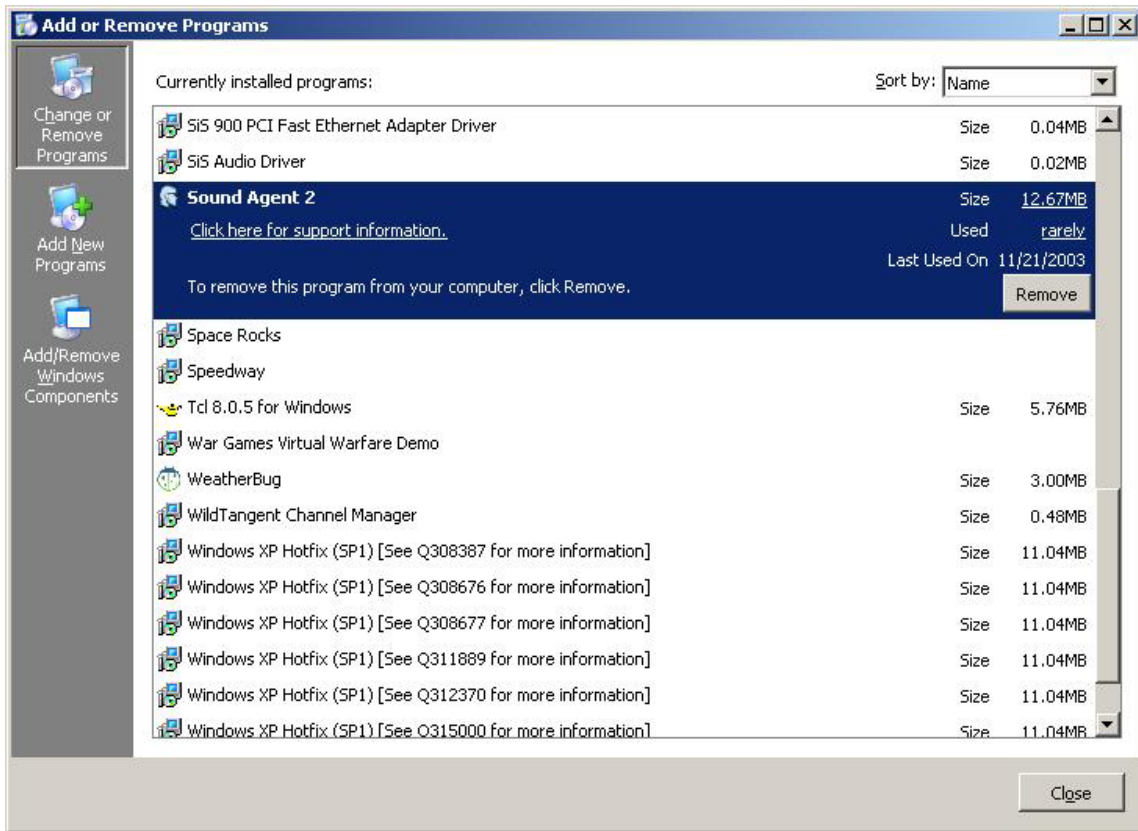 Add or Remove Programs
Change or
Remove
Programs
Add New
Programs
Add/Remove
Windows
Components
Currently installed programs:
Sort by: Name
SiS 900 PCI Fast Ethernet Adapter Driver Size 0.04MB
SiS Audio Driver Size 0.02MB
Sound Agent 2 Size 12.67MB
Click here for support information. Used rarely
Last Used On 11/21/2003
To remove this program from your computer, click Remove. Remove
Space Rocks
Speedway
Tcl 8.0.5 for Windows Size 5.76MB
War Games Virtual Warfare Demo
WeatherBug Size 3.00MB
WildTangent Channel Manager Size 0.48MB
Windows XP Hotfix (SP1) [See Q308387 for more information] Size 11.04MB
Windows XP Hotfix (SP1) [See Q308676 for more information] Size 11.04MB
Windows XP Hotfix (SP1) [See Q308677 for more information] Size 11.04MB
Windows XP Hotfix (SP1) [See Q311889 for more information] Size 11.04MB
Windows XP Hotfix (SP1) [See Q312370 for more information] Size 11.04MB
Windows XP Hotfix (SP1) [See Q315000 for more information] Size 11.04MB
Close